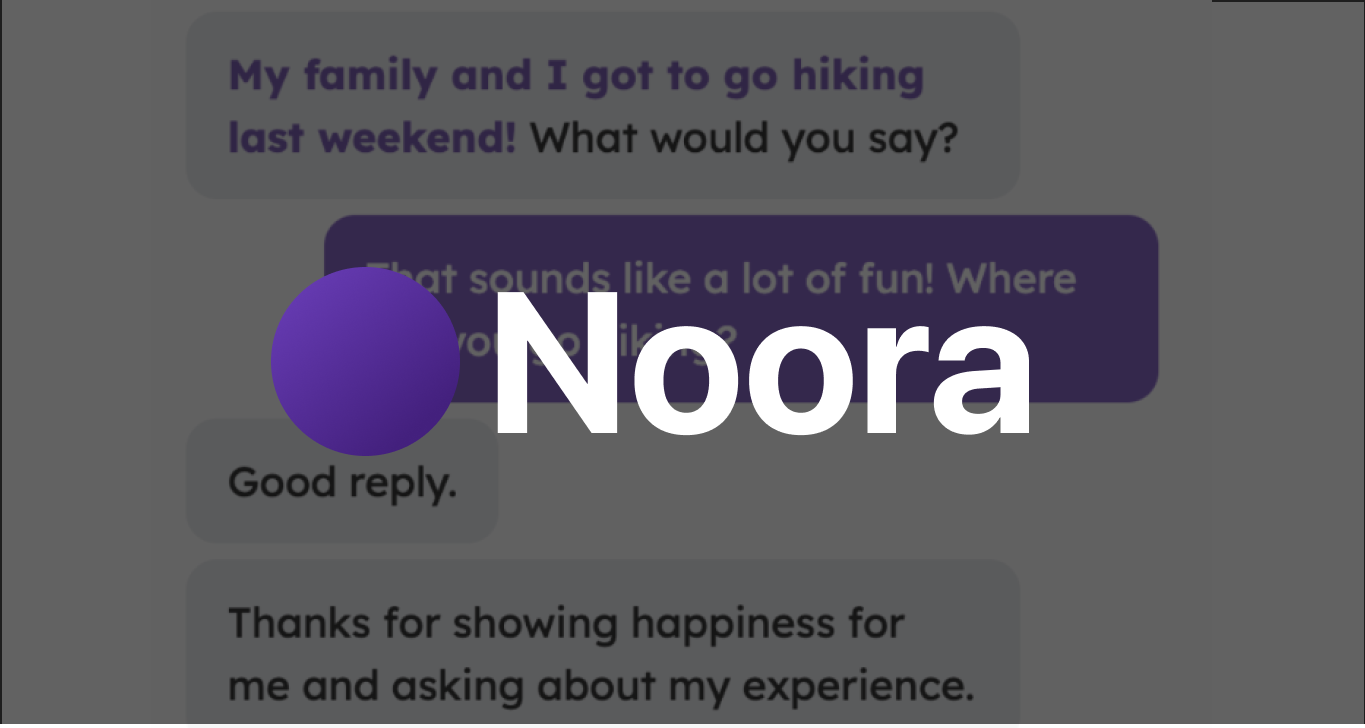 My family and I got to go hiking
last weekend! What would you say?
That sounds like a lot of fun! Where
you go hiking?
Noora
Good reply.
Thanks for showing happiness for
me and asking about my experience.